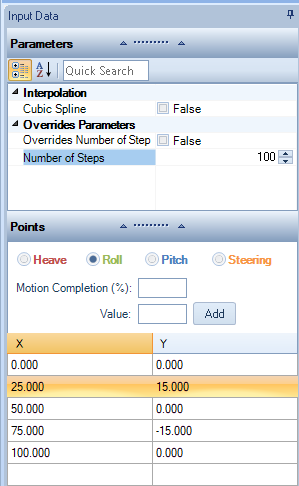 Input Data
Parameters
Quick Search
Interpolation
Cubic Spline False
Overrides Parameters
Overrides Number of Step False
Number of Steps 100
Points
Heave Roll Pitch Steering
Motion Completion (%):
Value: Add
X Y
0.000 0.000
25.000 15.000
50.000 0.000
75.000 -15.000
100.000 0.000